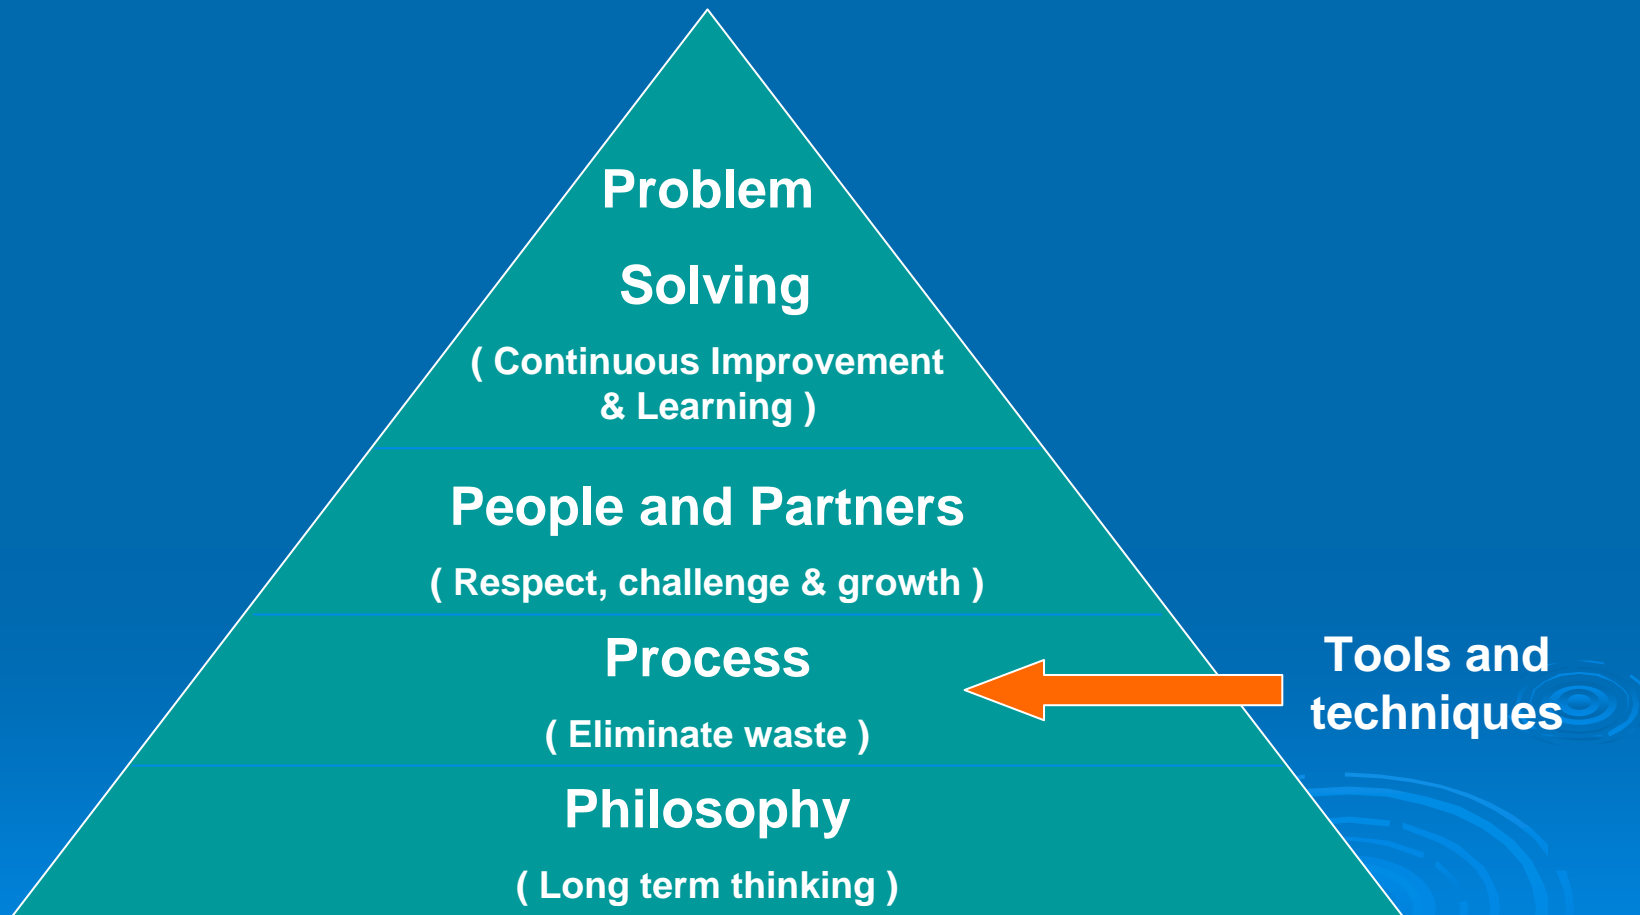 Problem
Solving
( Continuous Improvement
& Learning )
People and Partners
( Respect, challenge & growth )
Process
( Eliminate waste )
Tools and
techniques
Philosophy
( Long term thinking )